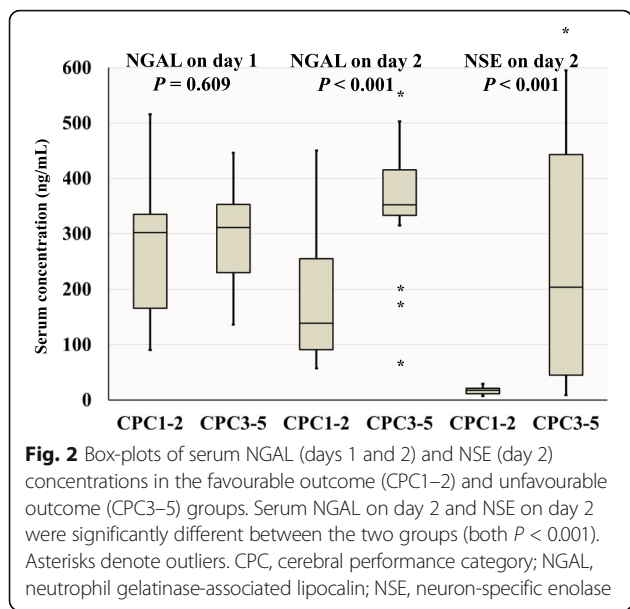 NGAL on day 1 NGAL on day 2 NSE on day 2
P = 0.609 P < 0.001 P < 0.001
*
*
*
*
*
Serum concentration (ng/mL)
600
500
400
300
200
100
0
CPC1-2 CPC3-5 CPC1-2 CPC3-5 CPC1-2 CPC3-5
Fig. 2 Box-plots of serum NGAL (days 1 and 2) and NSE (day 2)
concentrations in the favourable outcome (CPC1–2) and unfavourable
outcome (CPC3–5) groups. Serum NGAL on day 2 and NSE on day 2
were significantly different between the two groups (both P < 0.001).
Asterisks denote outliers. CPC, cerebral performance category; NGAL,
neutrophil gelatinase-associated lipocalin; NSE, neuron-specific enolase